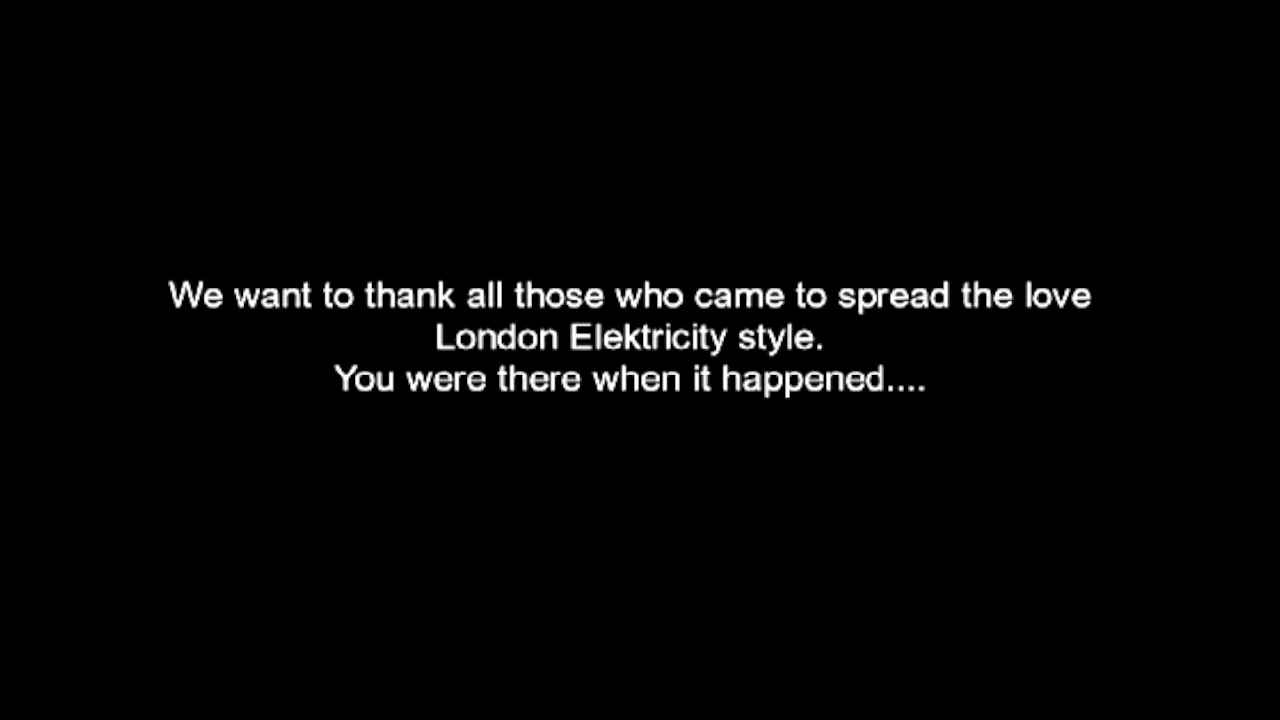 We want to thank all those who came to spread the love
London Elektricity style.
You were there when it happened....